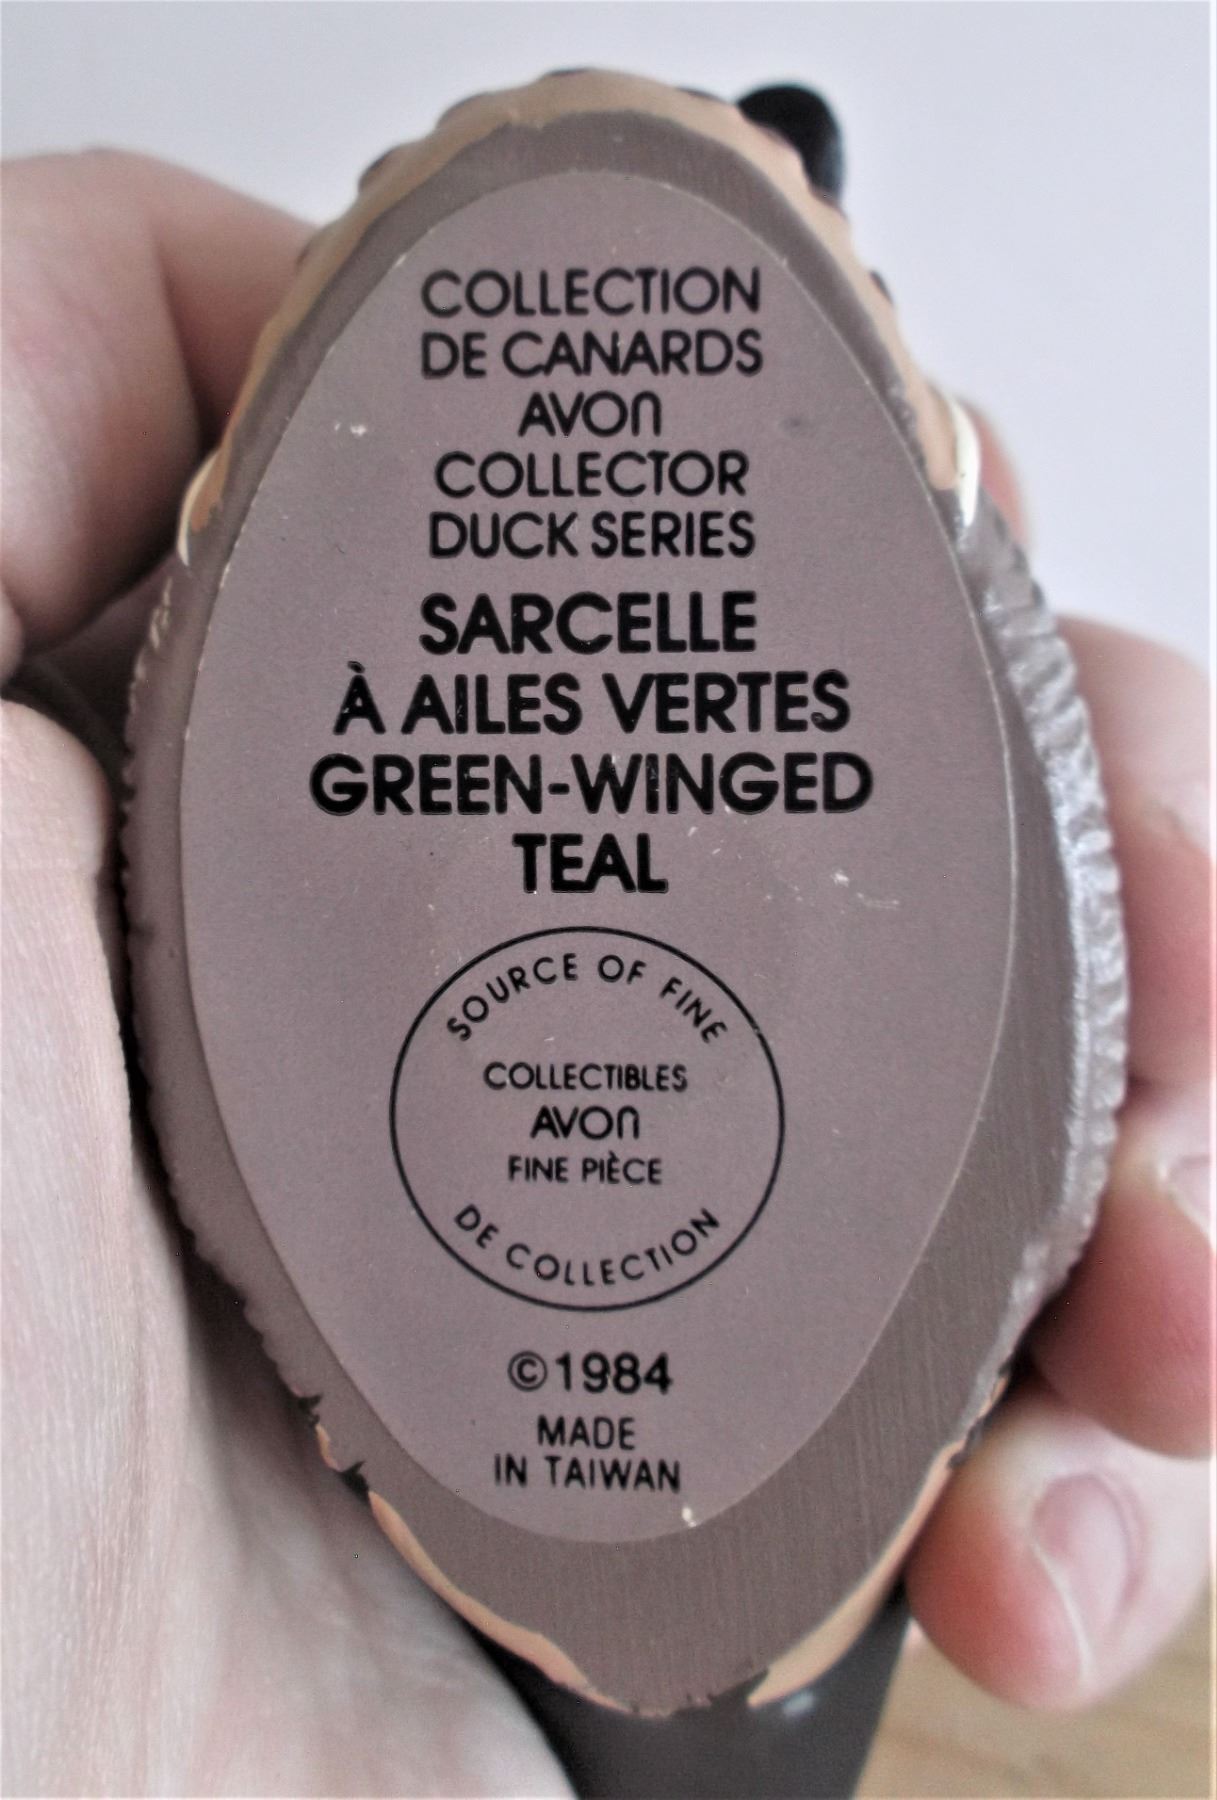 COLLECTION
DE CANARDS
AVON
COLLECTOR
DUCK SERIES
SARCELLE
À AILES VERTES
GREEN-WINGED
TEAL
SOURCE OF FINE
COLLECTIBLES
AVON
FINE PIÈCE
DE COLLECTION
©1984
MADE
IN TAIWAN